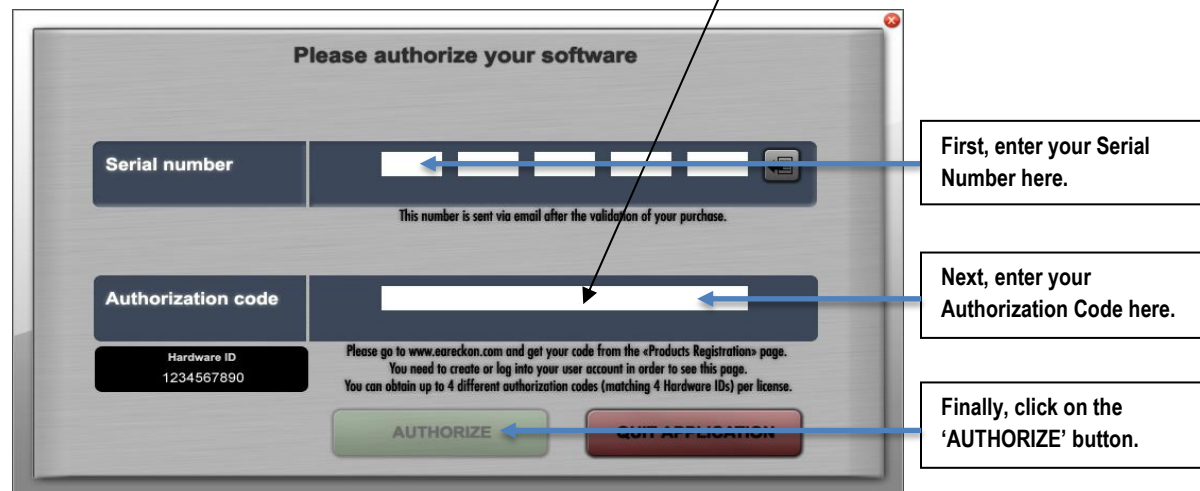 Please authorize your software
Serial number
First, enter your Serial
Number here.
This number is sent via email after the validation of your purchase.
Authorization code
Next, enter your
Authorization Code here.
Hardware ID
1234567890
Please go to www.eareckon.com and get your code from the «Products Registration» page.
You need to create or log into your user account in order to see this page.
You can obtain up to 4 different authorization codes (matching 4 Hardware IDs) per license.
AUTHORIZE
QUIT APPLICATION
Finally, click on the
‘AUTHORIZE’ button.